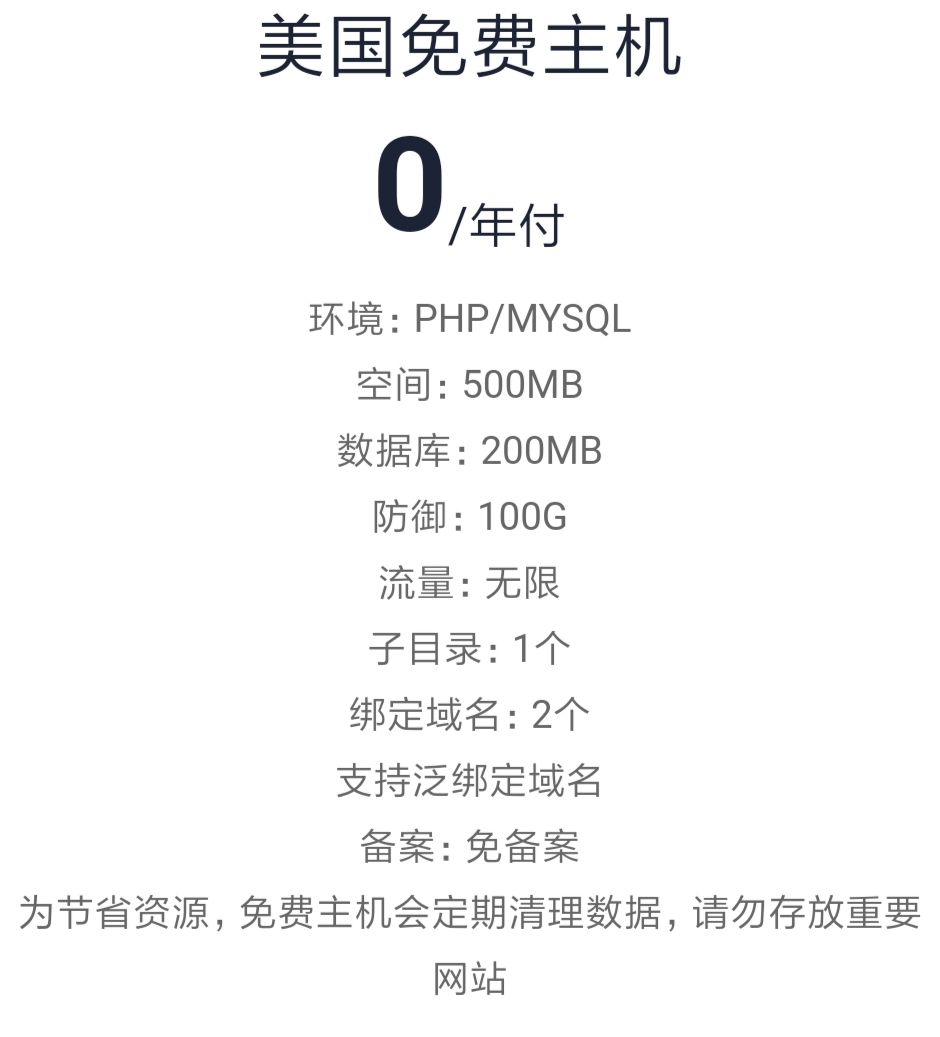 美国免费主机
0/年付
环境：PHP/MYSQL
空间：500MB
数据库：200MB
防御：100G
流量：无限
子目录：1个
绑定域名：2个
支持泛绑定域名
备案：免备案
为节省资源，免费主机会定期清理数据，请勿存放重要
网站